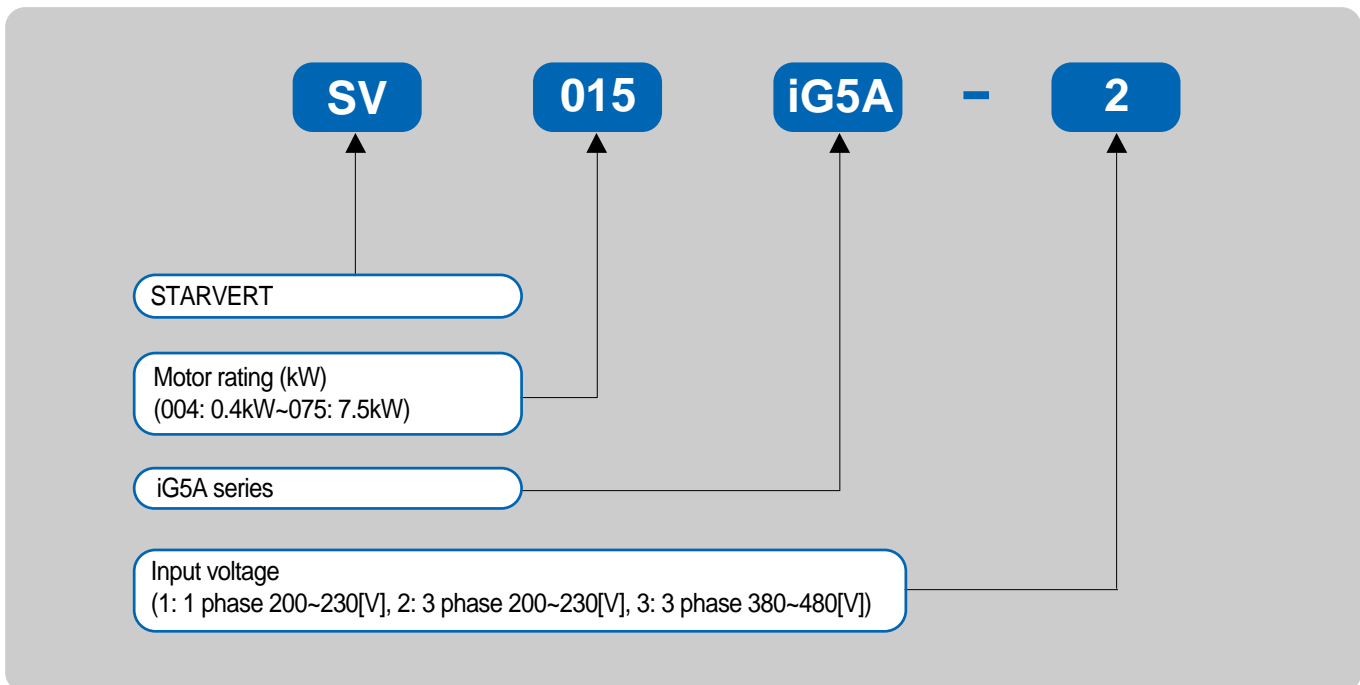 SV 015 iG5A - 2
STARVERT
Motor rating (kW)
(004: 0.4kW~075: 7.5kW)
iG5A series
Input voltage
(1: 1 phase 200~230[V], 2: 3 phase 200~230[V], 3: 3 phase 380~480[V])